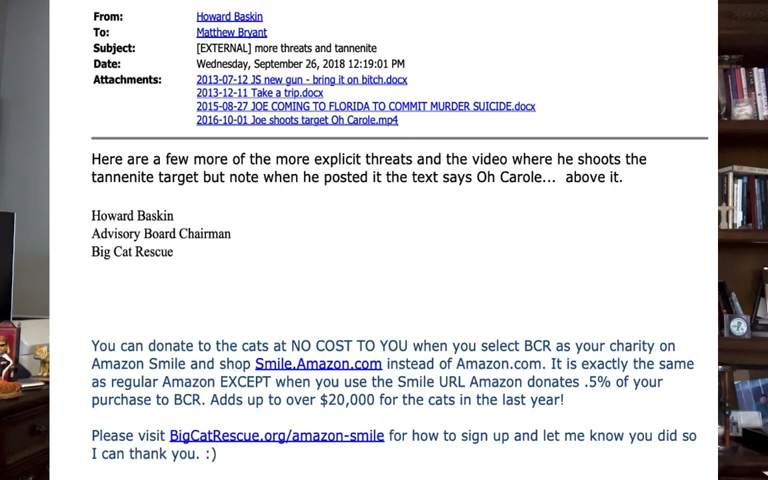 From: Howard Baskin
To: Matthew Bryant
Subject: [EXTERNAL] more threats and tannenite
Date: Wednesday, September 26, 2018 12:19:01 PM
Attachments: 2013-07-12 JS new gun - bring it on bitch.docx
2013-12-11 Take a trip.docx
2015-08-27 JOE COMING TO FLORIDA TO COMMIT MURDER SUICIDE.docx
2016-10-01 Joe shoots target Oh Carole.mp4
Here are a few more of the more explicit threats and the video where he shoots the
tannenite target but note when he posted it the text says Oh Carole... above it.
Howard Baskin
Advisory Board Chairman
Big Cat Rescue
You can donate to the cats at NO COST TO YOU when you select BCR as your charity on
Amazon Smile and shop Smile.Amazon.com instead of Amazon.com. It is exactly the same
as regular Amazon EXCEPT when you use the Smile URL Amazon donates .5% of your
purchase to BCR. Adds up to over $20,000 for the cats in the last year!
Please visit BigCatRescue.org/amazon-smile for how to sign up and let me know you did so
I can thank you. :)